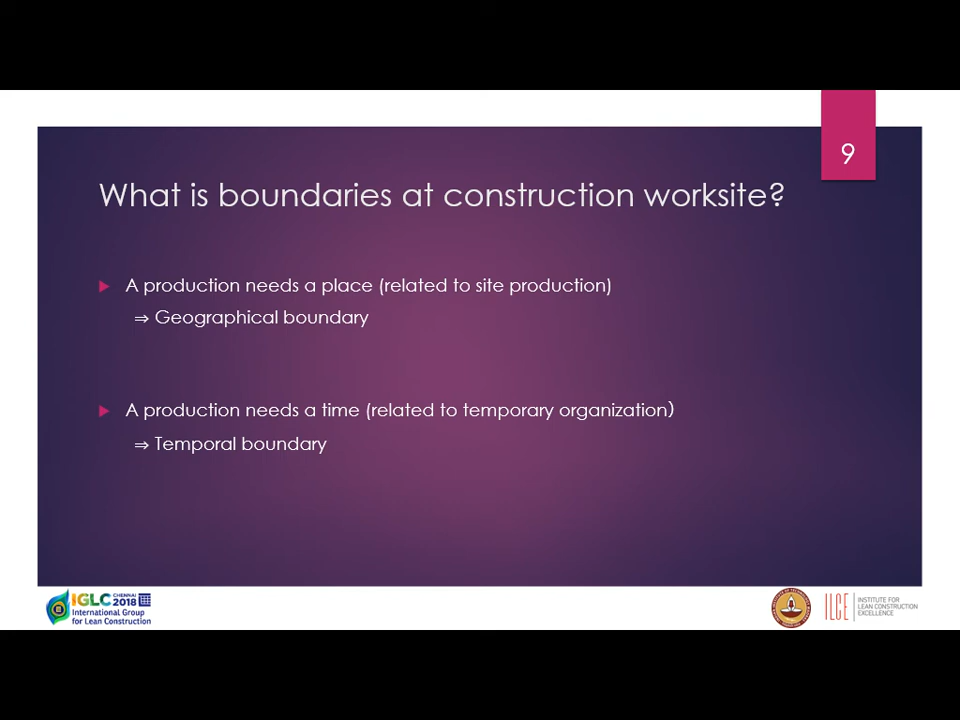 9
What is boundaries at construction worksite?
A production needs a place (related to site production)
⇒ Geographical boundary
A production needs a time (related to temporary organization)
⇒ Temporal boundary
IGLC CHENNAI 2018
International Group
for Lean Construction
ILCE
INSTITUTE FOR
LEAN CONSTRUCTION
EXCELLENCE